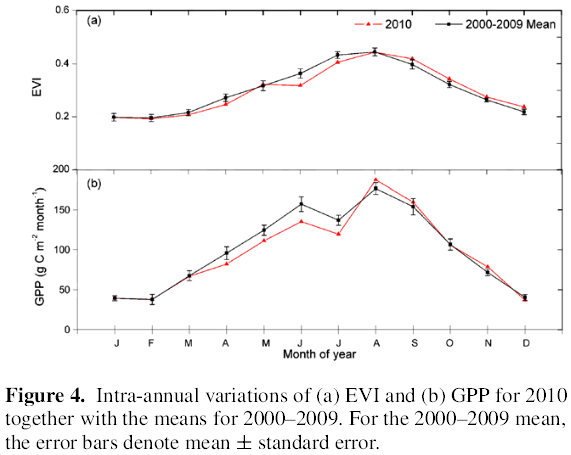 0.6
(a)
2010
2000-2009 Mean
0.4
EVI
0.2
200
(b)
150
GPP (g C m⁻² month⁻¹)
100
50
0
J F M A M J J A S O N D
Month of year
Figure 4. Intra-annual variations of (a) EVI and (b) GPP for 2010
together with the means for 2000–2009. For the 2000–2009 mean,
the error bars denote mean ± standard error.